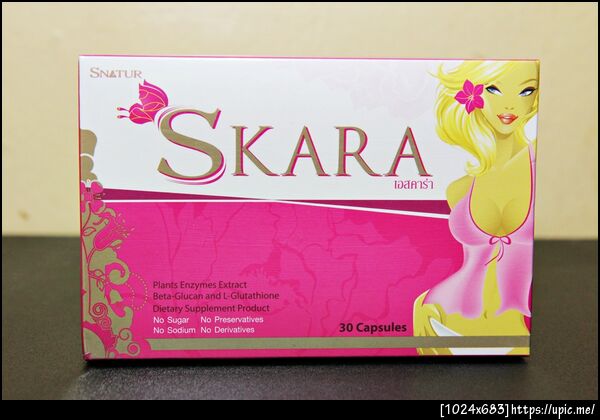 SNATUR
SKARA
เอสคาร่า
Plants Enzymes Extract
Beta-Glucan and L-Glutathione
Dietary Supplement Product
No Sugar No Preservatives
No Sodium No Derivatives
30 Capsules
[1024x683]https://upic.me/